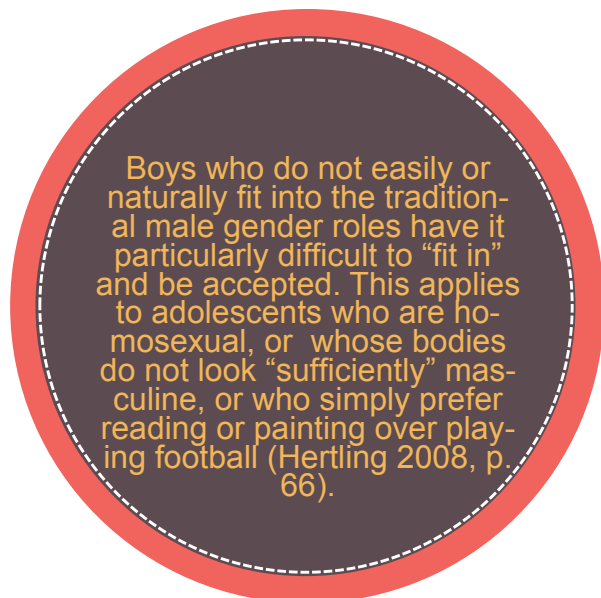 Boys who do not easily or
naturally fit into the tradition-
al male gender roles have it
particularly difficult to “fit in”
and be accepted. This applies
to adolescents who are ho-
mosexual, or  whose bodies
do not look “sufficiently” mas-
culine, or who simply prefer
reading or painting over play-
ing football (Hertling 2008, p.
66).